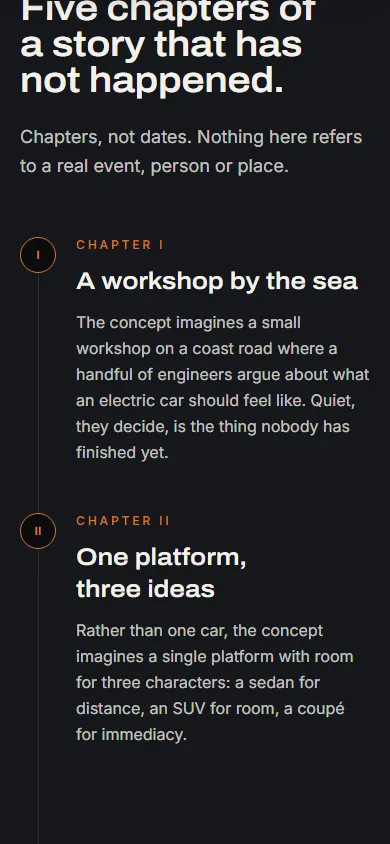 Five chapters of
a story that has
not happened.
Chapters, not dates. Nothing here refers
to a real event, person or place.
I
CHAPTER I
A workshop by the sea
The concept imagines a small
workshop on a coast road where a
handful of engineers argue about what
an electric car should feel like. Quiet,
they decide, is the thing nobody has
finished yet.
II
CHAPTER II
One platform,
three ideas
Rather than one car, the concept
imagines a single platform with room
for three characters: a sedan for
distance, an SUV for room, a coupé
for immediacy.